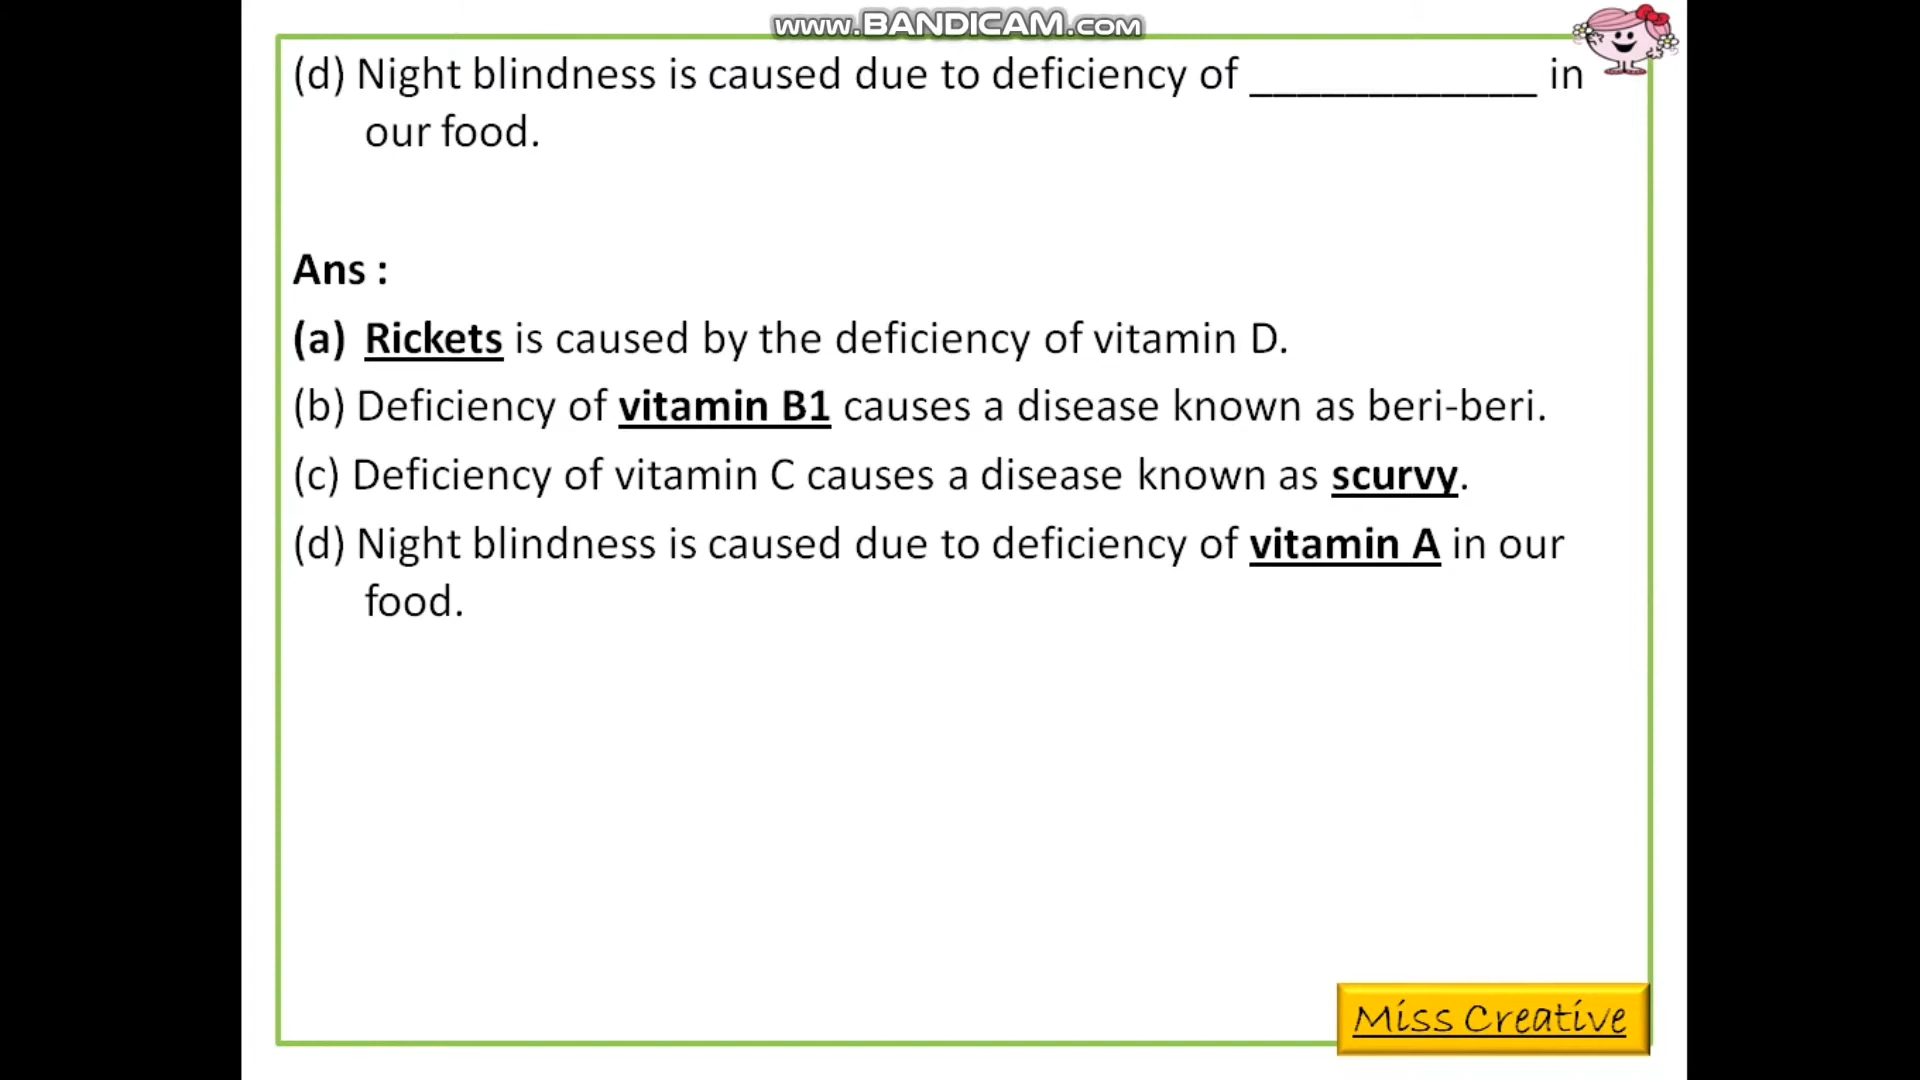 www.BANDICAM.com
(d) Night blindness is caused due to deficiency of ____________ in
our food.
Ans :
(a) Rickets is caused by the deficiency of vitamin D.
(b) Deficiency of vitamin B1 causes a disease known as beri-beri.
(c) Deficiency of vitamin C causes a disease known as scurvy.
(d) Night blindness is caused due to deficiency of vitamin A in our
food.
Miss Creative